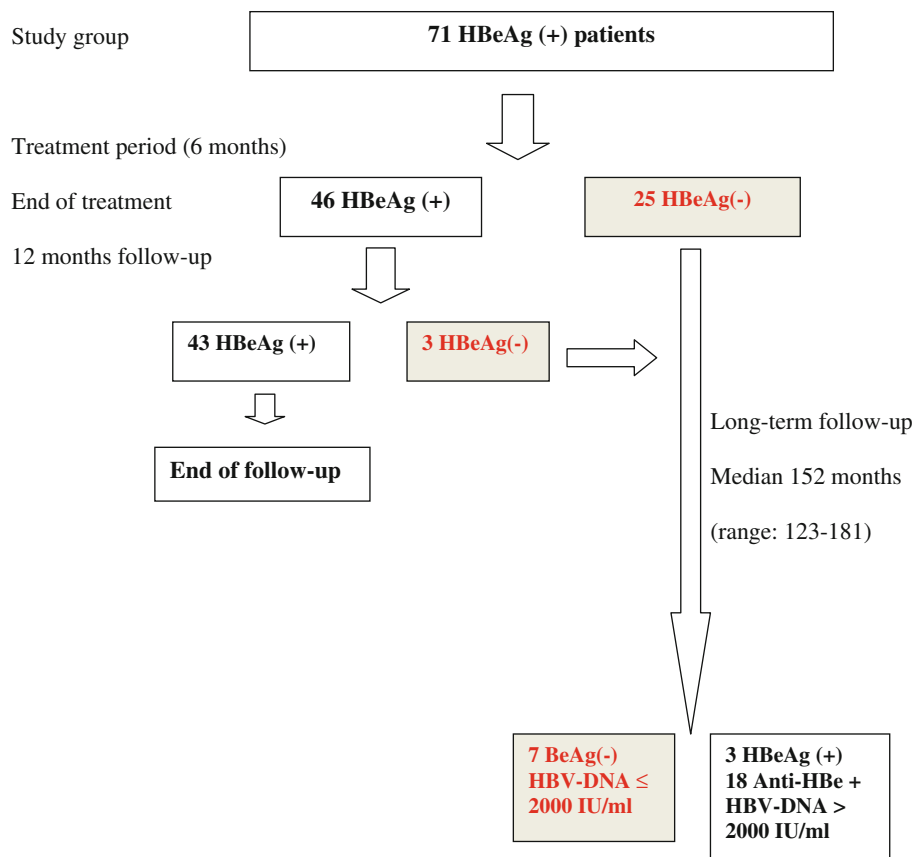 Study group
71 HBeAg (+) patients
Treatment period (6 months)
End of treatment
46 HBeAg (+)
25 HBeAg(-)
12 months follow-up
43 HBeAg (+)
3 HBeAg(-)
End of follow-up
Long-term follow-up
Median 152 months
(range: 123-181)
7 BeAg(-)
HBV-DNA ≤
2000 IU/ml
3 HBeAg (+)
18 Anti-HBe +
HBV-DNA >
2000 IU/ml